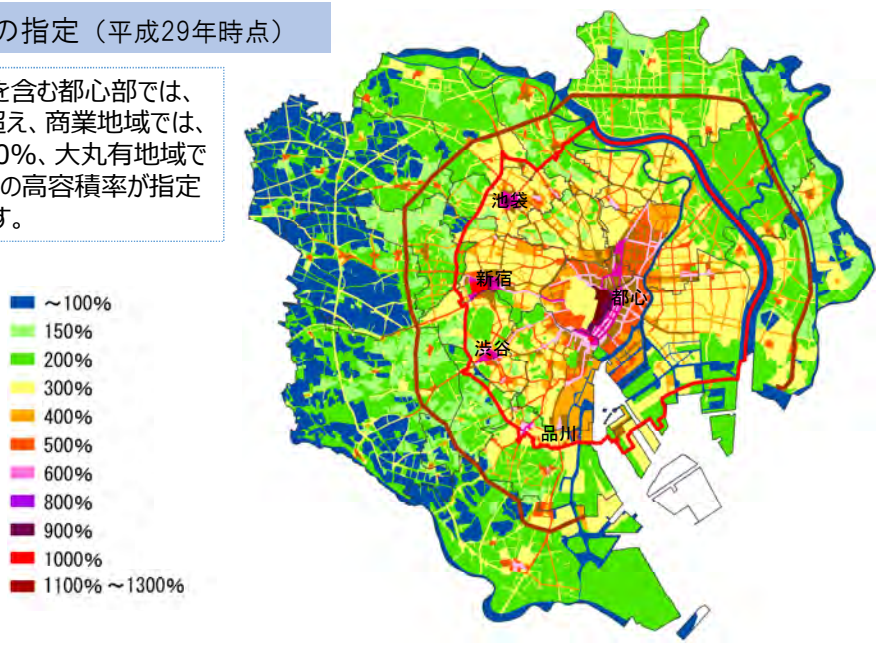 の指定（平成29年時点）
を含む都心部では、
超え、商業地域では、
0%、大丸有地域で
の高容積率が指定
す。
池袋
新宿
都心
渋谷
品川
～100%
150%
200%
300%
400%
500%
600%
800%
900%
1000%
1100%～1300%